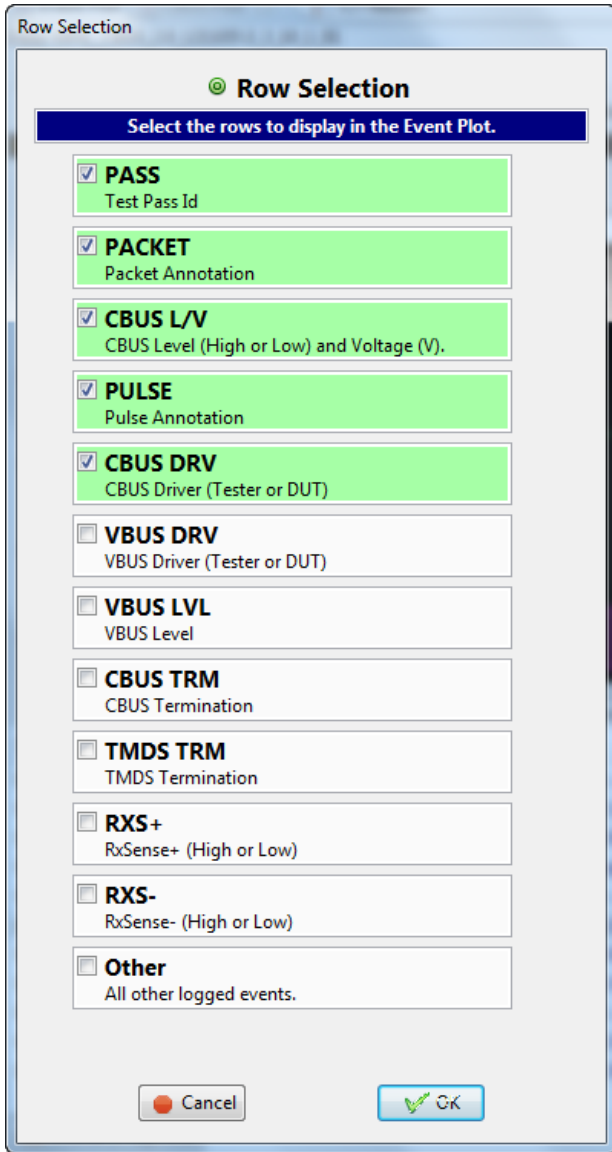 Row Selection
Row Selection
Select the rows to display in the Event Plot.
PASS
Test Pass Id
PACKET
Packet Annotation
CBUS L/V
CBUS Level (High or Low) and Voltage (V).
PULSE
Pulse Annotation
CBUS DRV
CBUS Driver (Tester or DUT)
VBUS DRV
VBUS Driver (Tester or DUT)
VBUS LVL
VBUS Level
CBUS TRM
CBUS Termination
TMDS TRM
TMDS Termination
RXS+
RxSense+ (High or Low)
RXS-
RxSense- (High or Low)
Other
All other logged events.
Cancel
OK